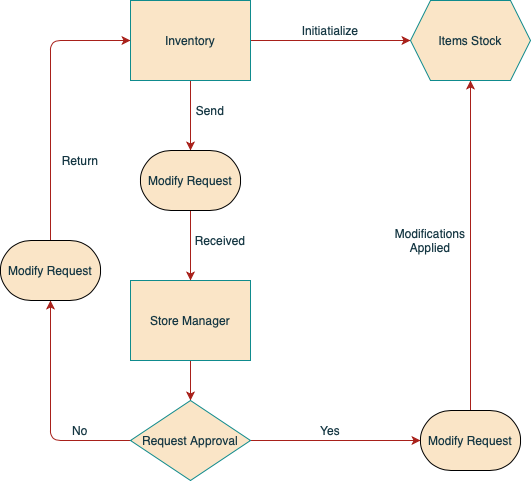 Inventory
Initiatialize
Items Stock
Send
Return
Modify Request
Received
Modifications
Applied
Modify Request
Store Manager
No
Request Approval
Yes
Modify Request